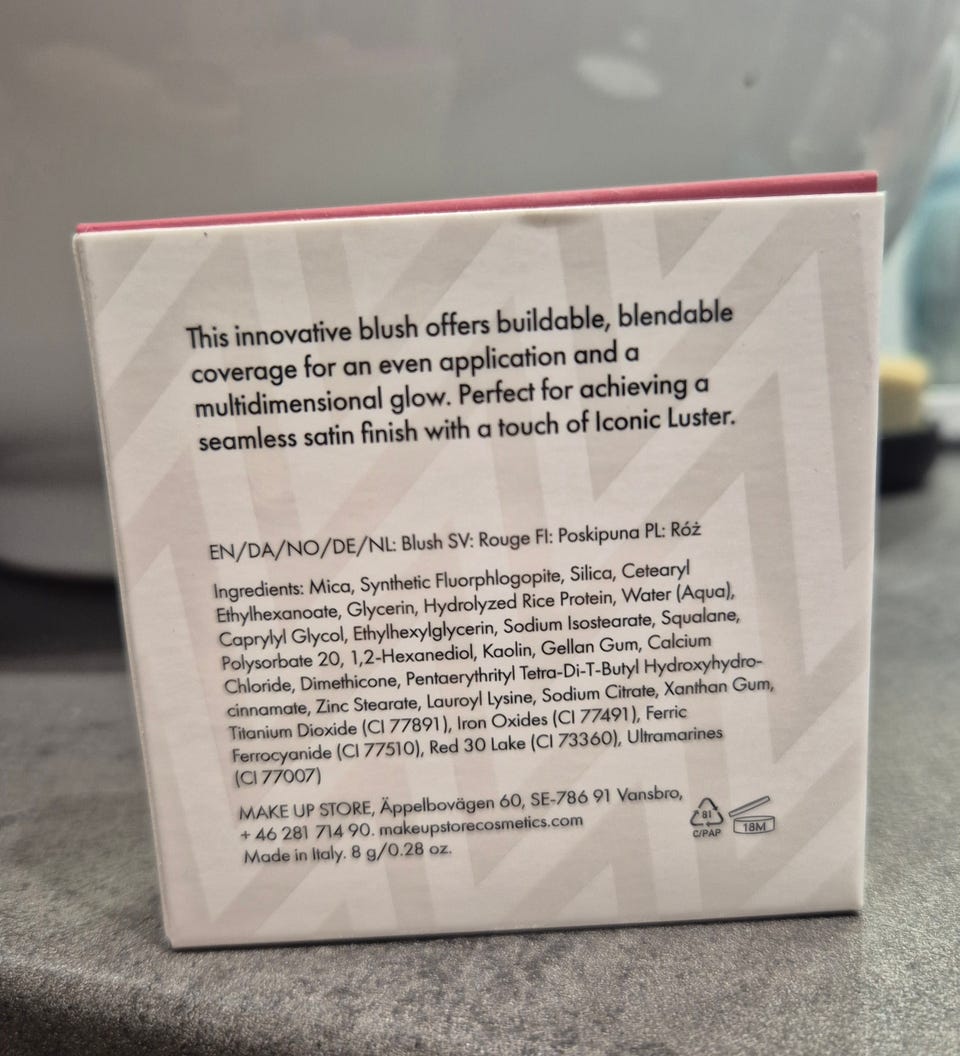 This innovative blush offers buildable, blendable
coverage for an even application and a
multidimensional glow. Perfect for achieving a
seamless satin finish with a touch of Iconic Luster.
EN/DA/NO/DE/NL: Blush SV: Rouge FI: Poskipuna PL: Róż
Ingredients: Mica, Synthetic Fluorphlogopite, Silica, Cetearyl
Ethylhexanoate, Glycerin, Hydrolyzed Rice Protein, Water (Aqua),
Caprylyl Glycol, Ethylhexylglycerin, Sodium Isostearate, Squalane,
Polysorbate 20, 1,2-Hexanediol, Kaolin, Gellan Gum, Calcium
Chloride, Dimethicone, Pentaerythrityl Tetra-Di-T-Butyl Hydroxyhydro-
cinnamate, Zinc Stearate, Lauroyl Lysine, Sodium Citrate, Xanthan Gum,
Titanium Dioxide (CI 77891), Iron Oxides (CI 77491), Ferric
Ferrocyanide (CI 77510), Red 30 Lake (CI 73360), Ultramarines
(CI 77007)
MAKE UP STORE, Äppelbovägen 60, SE-786 91 Vansbro,
+ 46 281 714 90. makeupstorecosmetics.com
Made in Italy. 8 g/0.28 oz.
81
C/PAP
18M